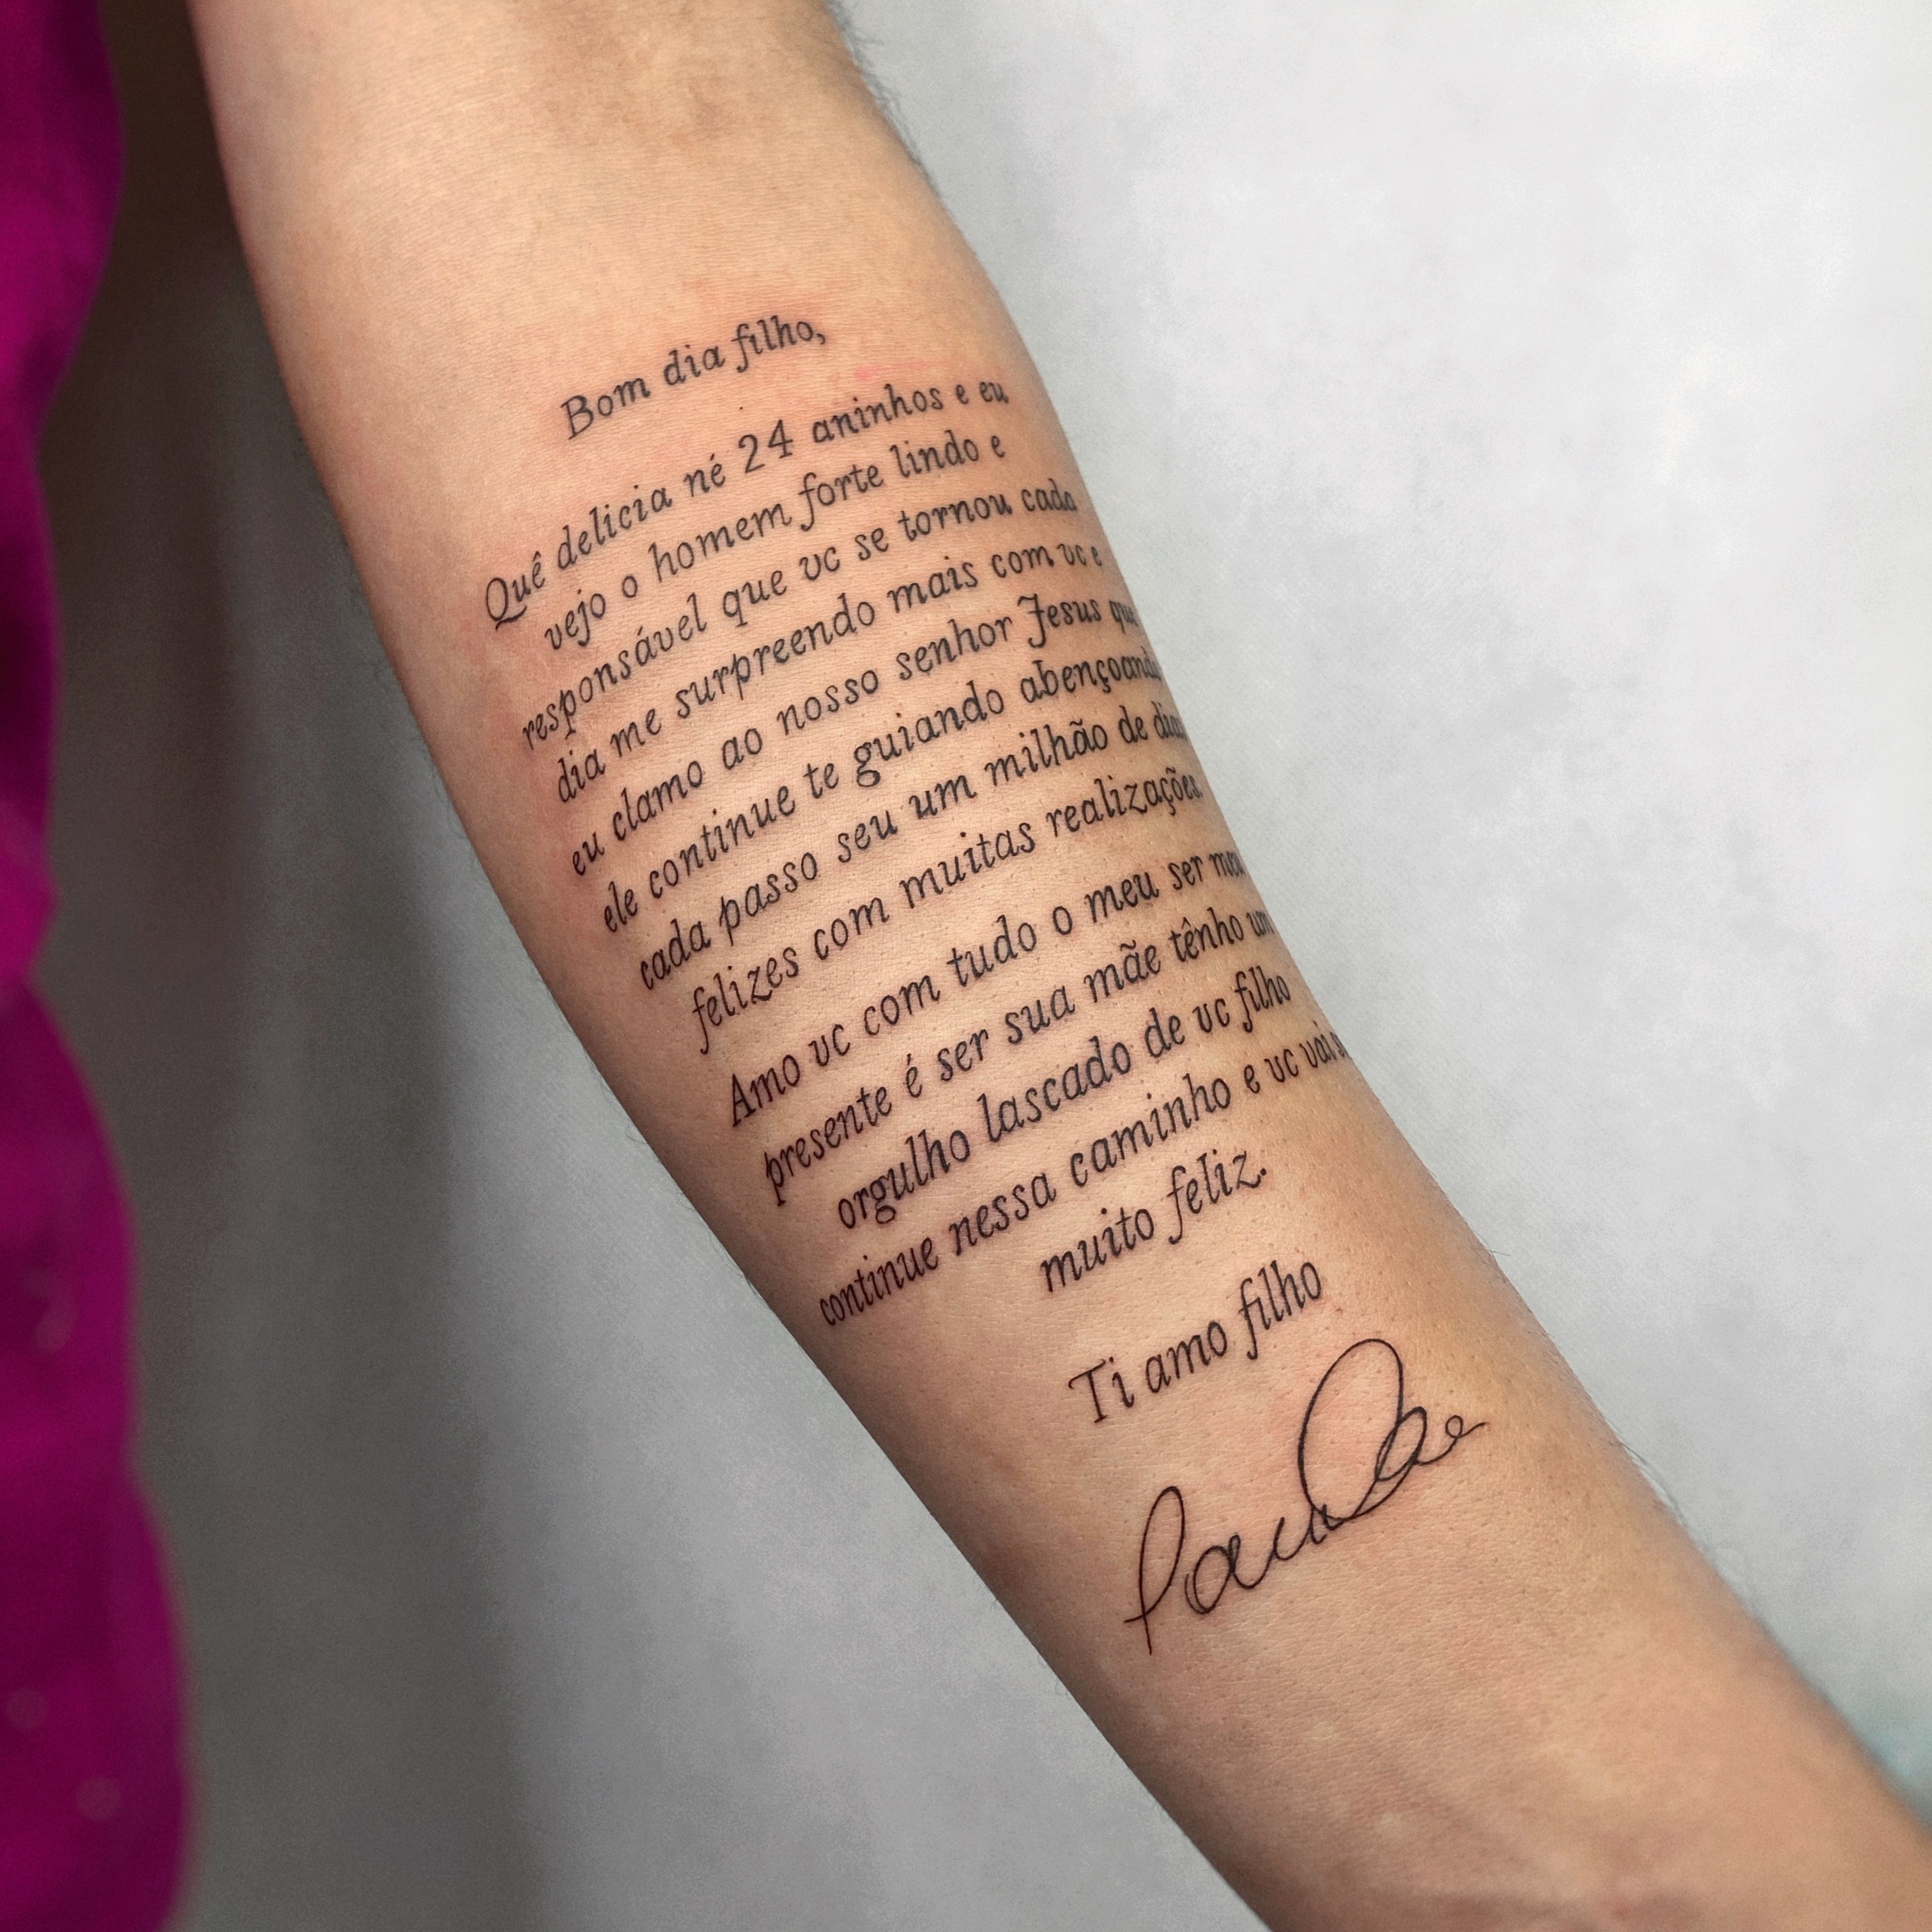 Bom dia filho,
Quê delicia né 24 aninhos e eu
vejo o homem forte lindo e
responsável que vc se tornou cada
dia me surpreendo mais com vc e
eu clamo ao nosso senhor Jesus que
ele continue te guiando abençoando
cada passo seu um milhão de dias
felizes com muitas realizações
Amo vc com tudo o meu ser meu
presente é ser sua mãe tênho um
orgulho lascado de vc filho
continue nessa caminho e vc vai
muito feliz.
Ti amo filho